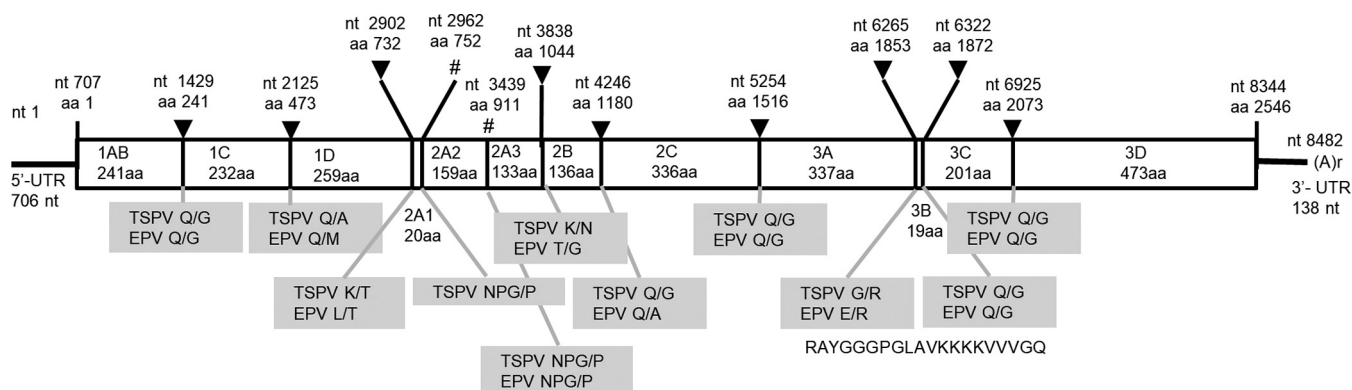 nt 1
nt 707
aa 1
nt 1429
aa 241
nt 2125
aa 473
nt 2902
aa 732
nt 2962
aa 752
#
nt 3439
aa 911
#
nt 3838
aa 1044
nt 4246
aa 1180
nt 5254
aa 1516
nt 6265
aa 1853
nt 6322
aa 1872
nt 6925
aa 2073
nt 8344
aa 2546
nt 8482
(A)r
5'-UTR
706 nt
1AB
241aa
1C
232aa
1D
259aa
2A1
20aa
2A2
159aa
2A3
133aa
2B
136aa
2C
336aa
3A
337aa
3B
19aa
3C
201aa
3D
473aa
3'- UTR
138 nt
TSPV Q/G
EPV Q/G
TSPV Q/A
EPV Q/M
TSPV K/N
EPV T/G
TSPV Q/G
EPV Q/G
TSPV Q/G
EPV Q/G
TSPV K/T
EPV L/T
TSPV NPG/P
TSPV Q/G
EPV Q/A
TSPV G/R
EPV E/R
TSPV Q/G
EPV Q/G
RAYGGGPGLAVKKKKVVVGQ
TSPV NPG/P
EPV NPG/P